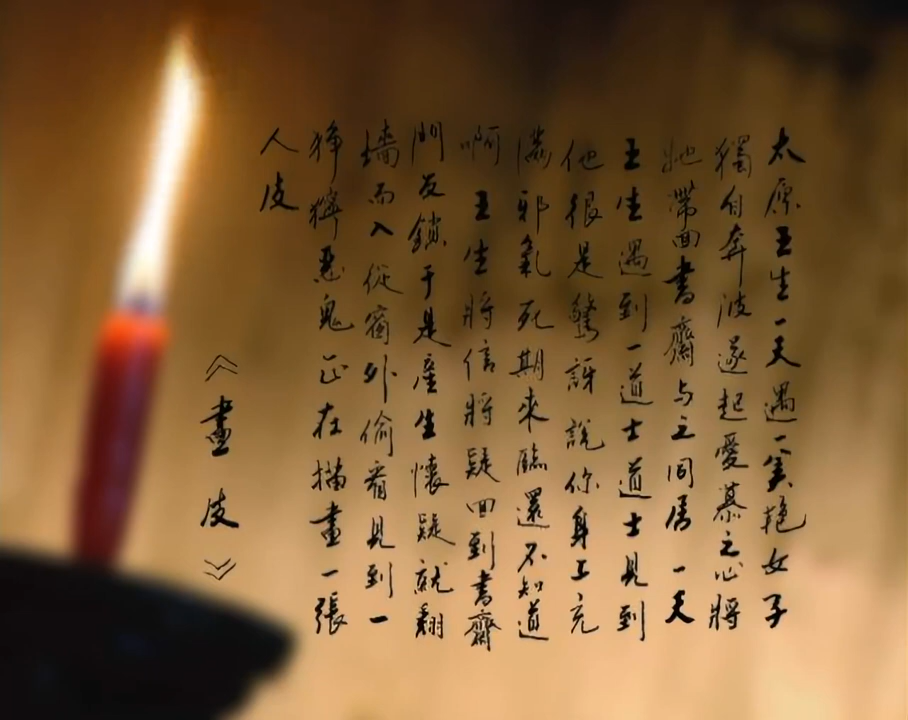 太原王生一天遇一美艷女子
獨自奔波遂起愛慕之心將
她帶回書齋与之同居一天
王生遇到一道士道士見到
他很是驚訝說你身上充
滿邪氣死期來臨還不知道
啊王生將信將疑回到書齋
門反鎖于是產生懷疑就翻
墻而入從窗外偷看見到一
猙獰惡鬼正在描畫一張
人皮
《畫皮》